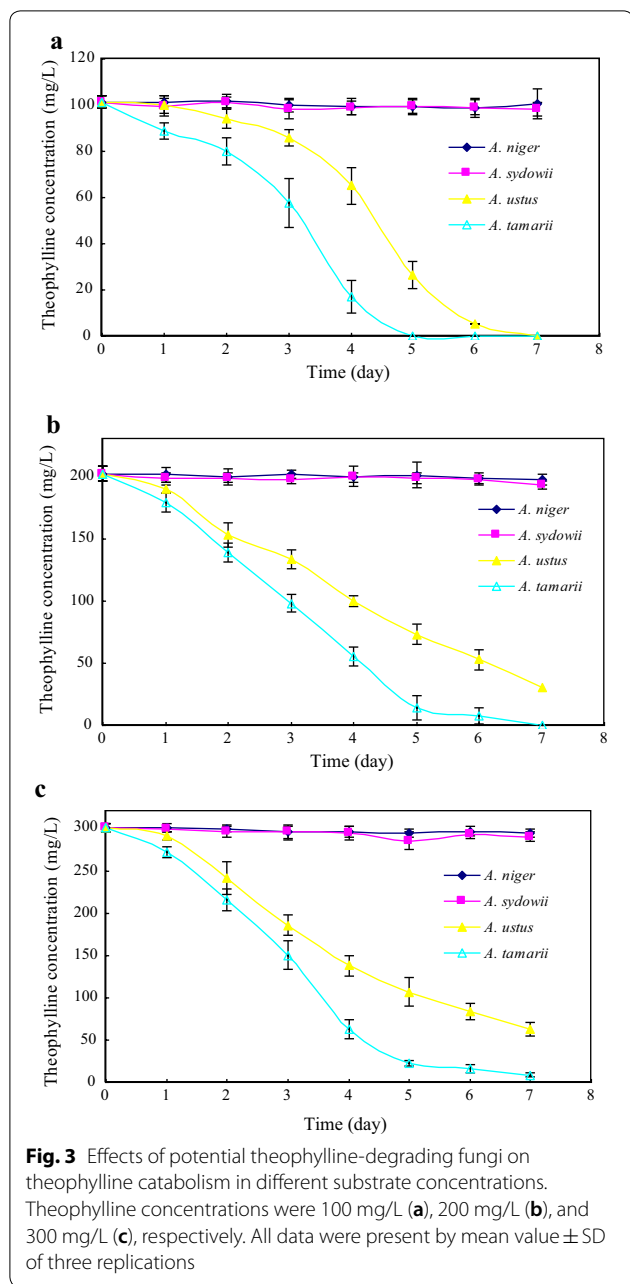 a
120
100
80
60
40
20
0
Theophylline concentration (mg/L)
A. niger
A. sydowii
A. ustus
A. tamarii
0 1 2 3 4 5 6 7 8
Time (day)
b
200
150
100
50
0
Theophylline concentration (mg/L)
A. niger
A. sydowii
A. ustus
A. tamarii
0 1 2 3 4 5 6 7 8
Time (day)
c
300
250
200
150
100
50
0
Theophylline concentration (mg/L)
A. niger
A. sydowii
A. ustus
A. tamarii
0 1 2 3 4 5 6 7 8
Time (day)
Fig. 3 Effects of potential theophylline-degrading fungi on
theophylline catabolism in different substrate concentrations.
Theophylline concentrations were 100 mg/L (a), 200 mg/L (b), and
300 mg/L (c), respectively. All data were present by mean value ± SD
of three replications